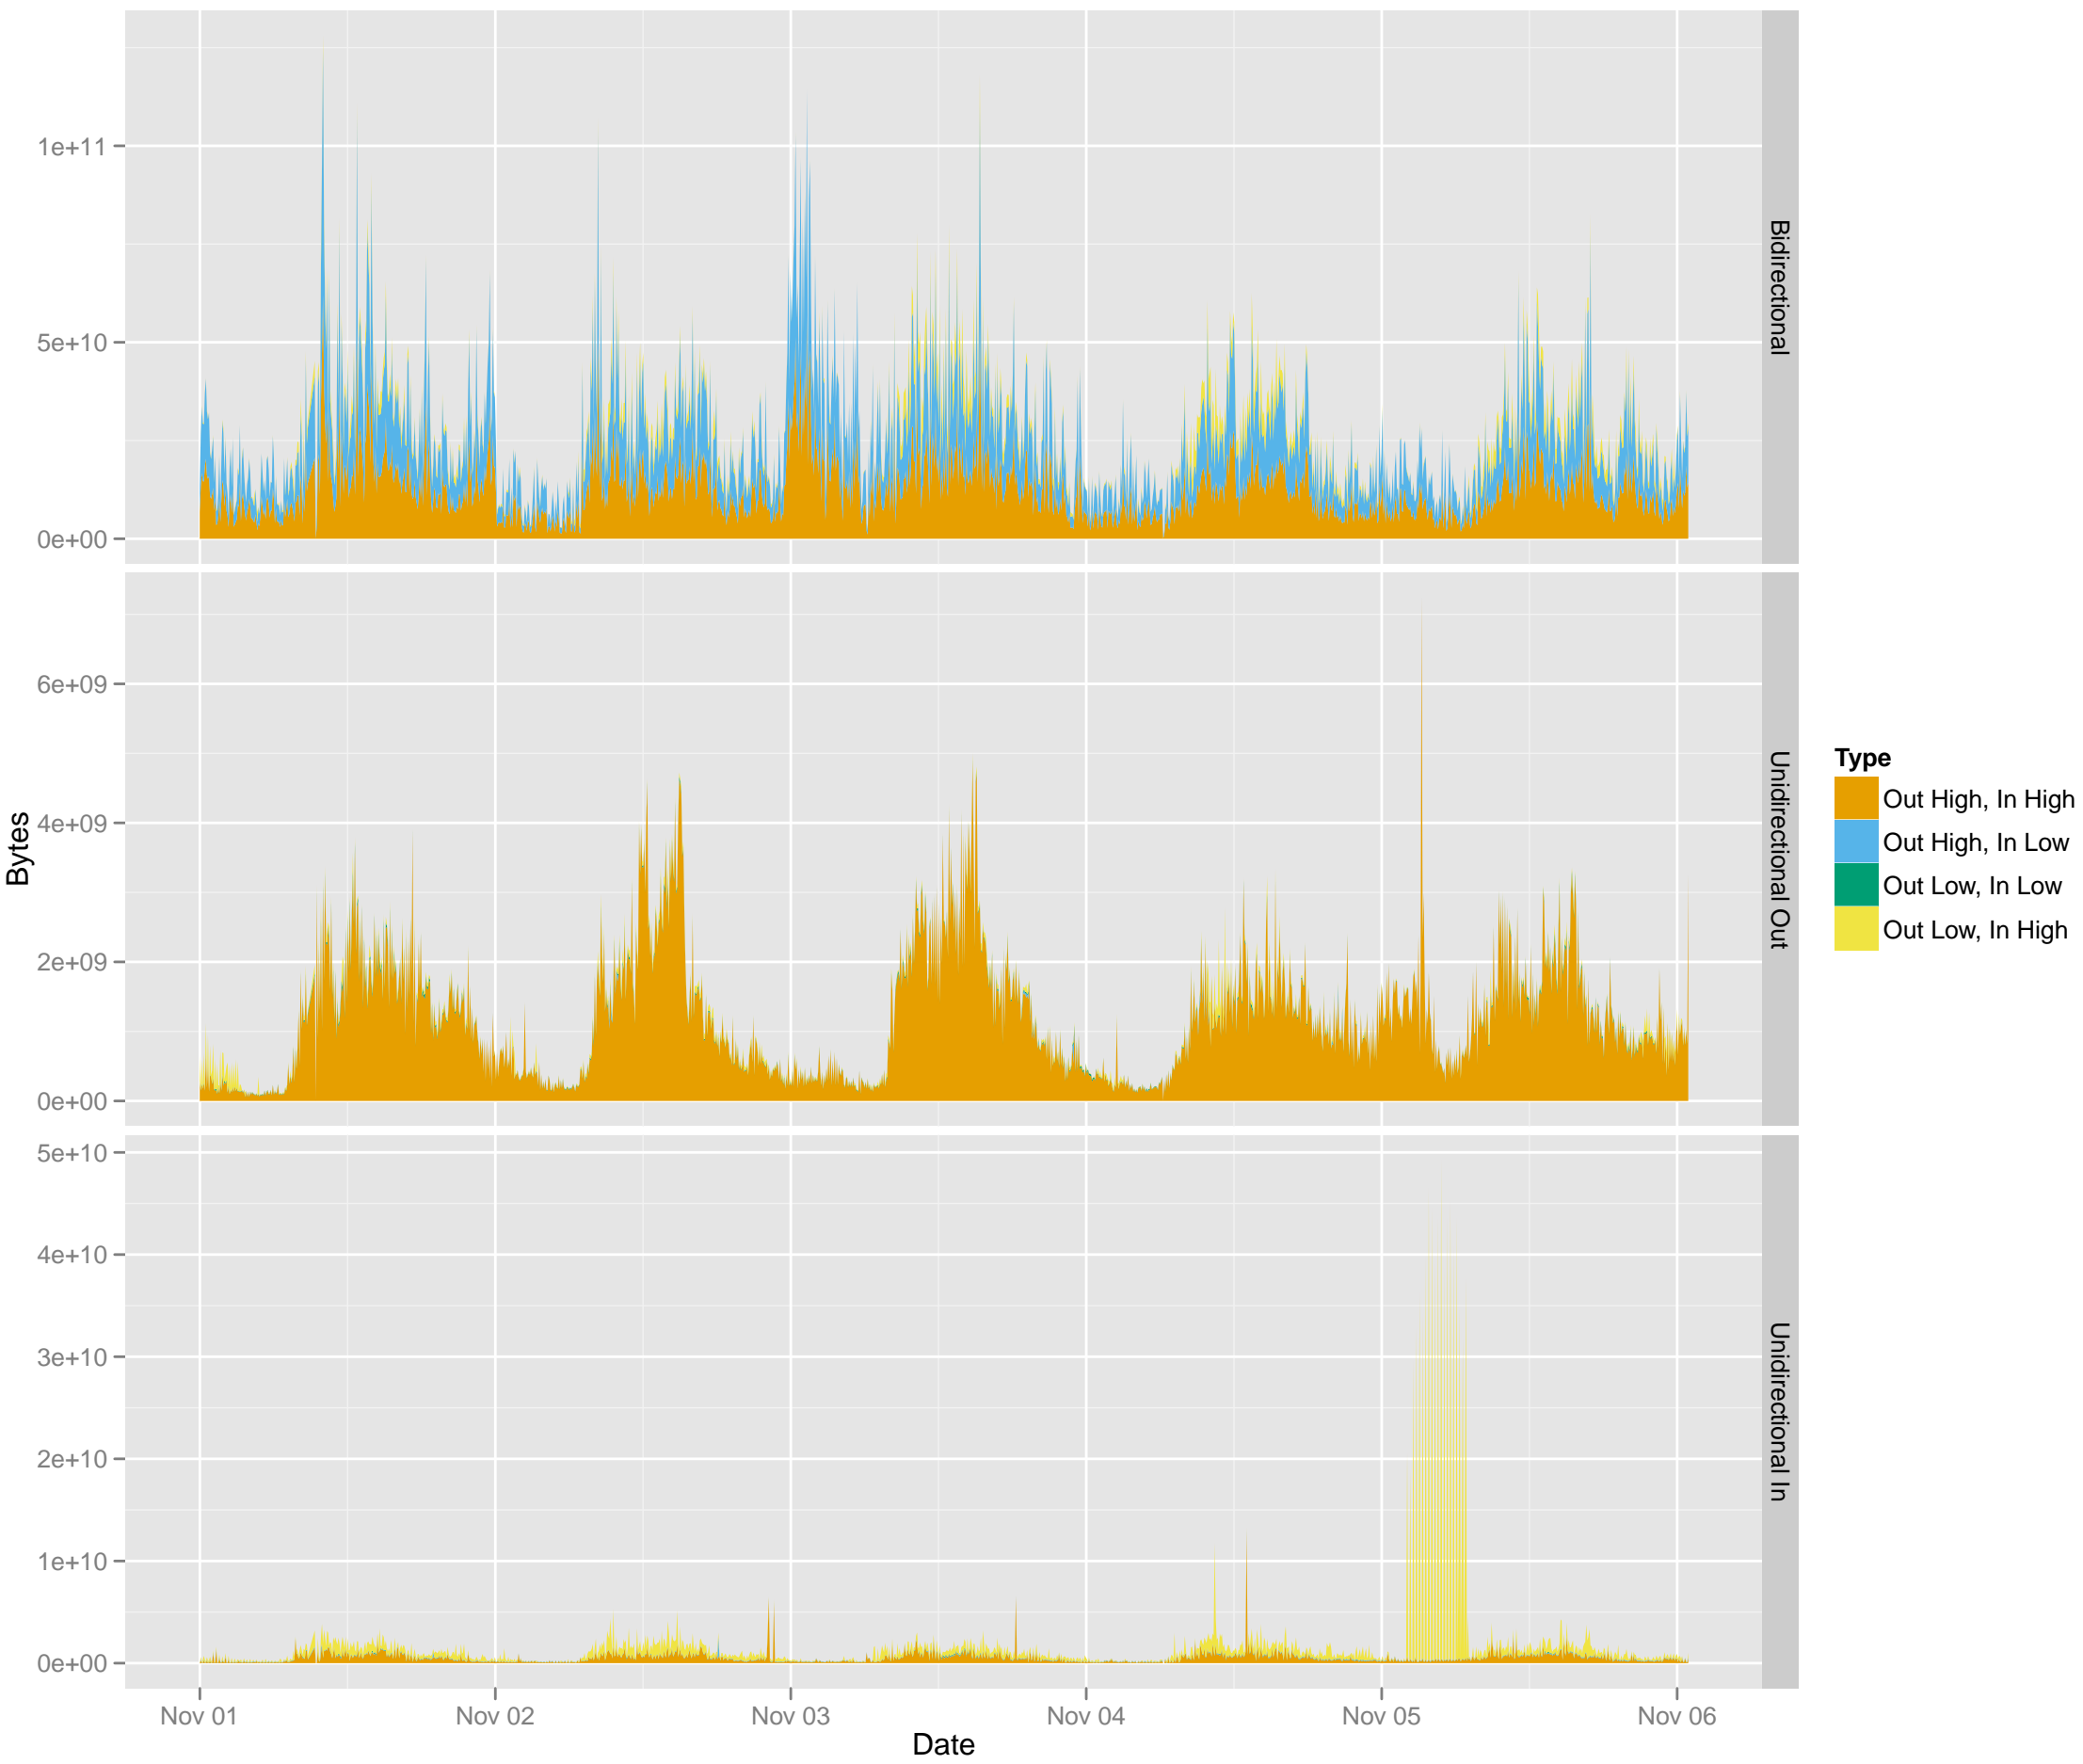 1e+11
5e+10
0e+00
Bidirectional
6e+09
4e+09
2e+09
0e+00
Unidirectional Out
5e+10
4e+10
3e+10
2e+10
1e+10
0e+00
Unidirectional In
Bytes
Nov 01
Nov 02
Nov 03
Nov 04
Nov 05
Nov 06
Date
Type
Out High, In High
Out High, In Low
Out Low, In Low
Out Low, In High